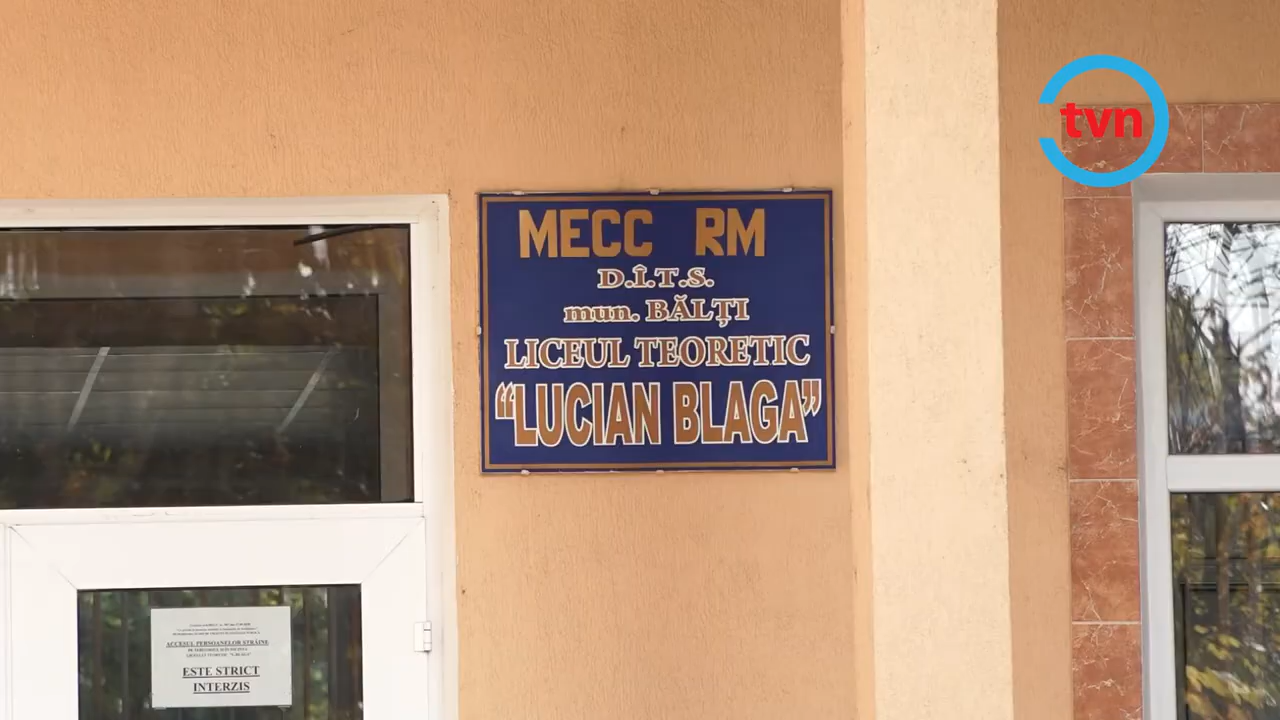 tvn
MECC RM
D.Î.T.S.
mun. BĂLȚI
LICEUL TEORETIC
“LUCIAN BLAGA”
ACCESUL PERSOANELOR STRĂINE
ESTE STRICT
INTERZIS